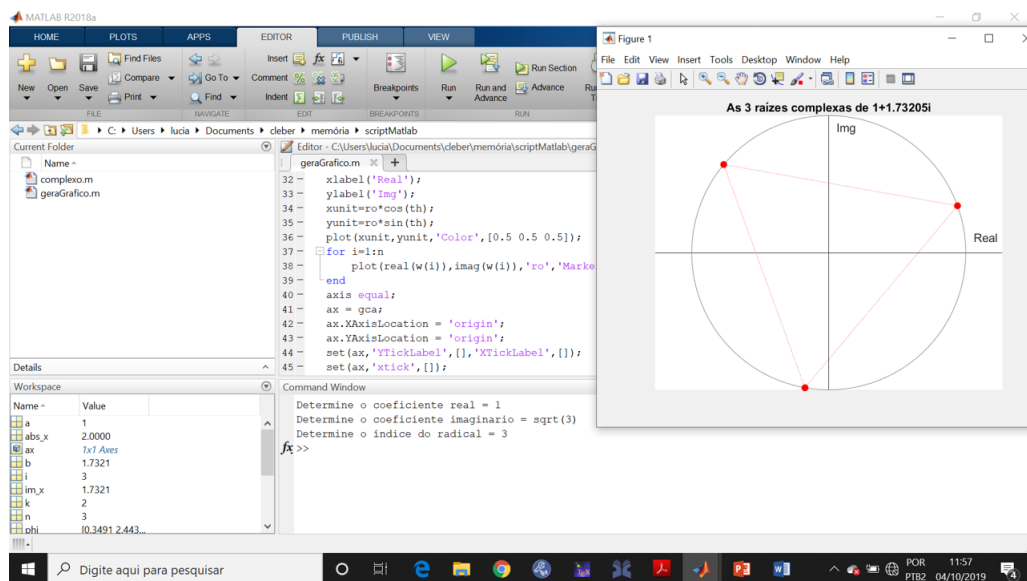 MATLAB R2018a
HOME PLOTS APPS EDITOR PUBLISH VIEW
New Open Save Find Files Compare Print
Go To Find
Insert fx
Comment
Indent
Breakpoints
Run Run and Advance Run Section Advance
FILE NAVIGATE EDIT BREAKPOINTS RUN
C: Users lucia Documents cleber memória scriptMatlab
Current Folder
Name
complexo.m
geraGrafico.m
Details
Workspace
Name Value
a 1
abs_x 2.0000
ax 1x1 Axes
b 1.7321
i 3
im_x 1.7321
k 2
n 3
phi [0.3491 2.443...
Editor - C:\Users\lucia\Documents\cleber\memória\scriptMatlab\geraG
geraGrafico.m
32 - xlabel('Real');
33 - ylabel('Img');
34 - xunit=ro*cos(th);
35 - yunit=ro*sin(th);
36 - plot(xunit,yunit,'Color',[0.5 0.5 0.5]);
37 - for i=1:n
38 - plot(real(w(i)),imag(w(i)),'ro','Marke
39 - end
40 - axis equal;
41 - ax = gca;
42 - ax.XAxisLocation = 'origin';
43 - ax.YAxisLocation = 'origin';
44 - set(ax,'YTickLabel',[],'XTickLabel',[]);
45 - set(ax,'xtick',[]);
Command Window
Determine o coeficiente real = 1
Determine o coeficiente imaginario = sqrt(3)
Determine o índice do radical = 3
fx >>
Figure 1
File Edit View Insert Tools Desktop Window Help
As 3 raízes complexas de 1+1.73205i
Img
Real
Digite aqui para pesquisar
POR
PTB2
11:57
04/10/2019
4